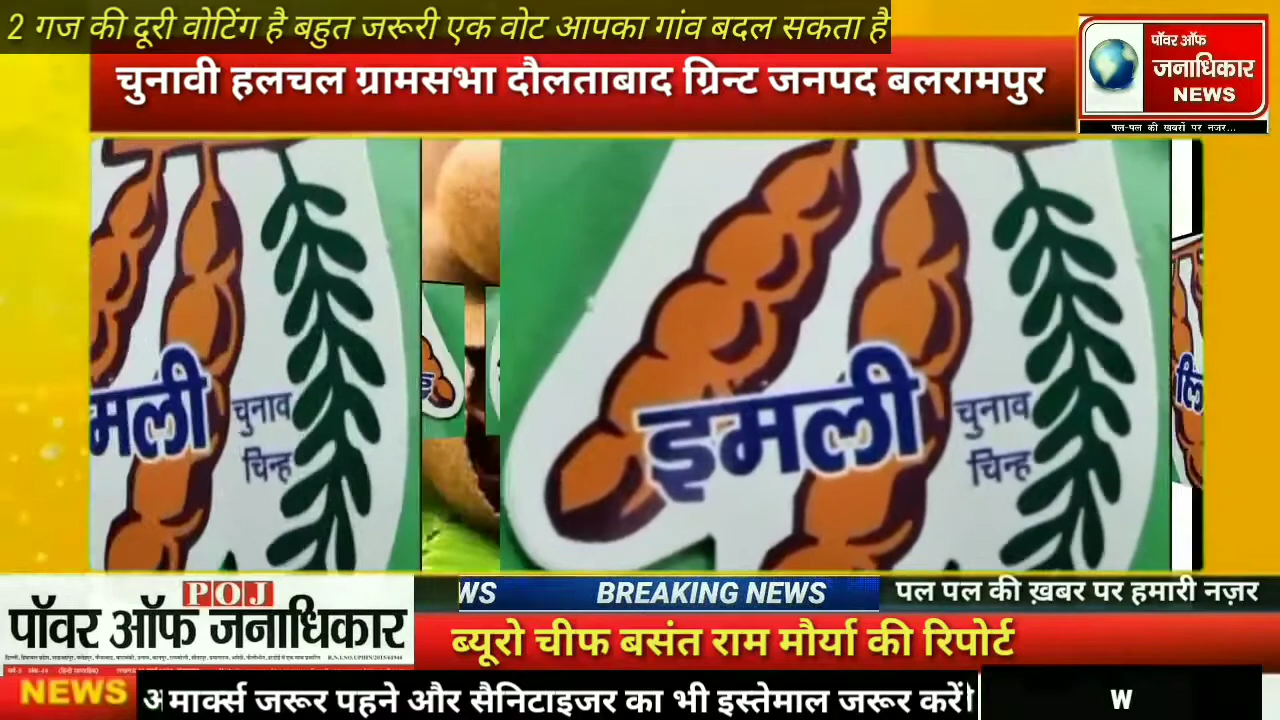 2 गज की दूरी वोटिंग है बहुत जरूरी एक वोट आपका गांव बदल सकता है
चुनावी हलचल ग्रामसभा दौलताबाद ग्रिन्ट जनपद बलरामपुर
पॉवर ऑफ
जनाधिकार
NEWS
पल-पल की खबरों पर नजर...
मली
चुनाव
चिन्ह
इमली
चुनाव
चिन्ह
POJ
पॉवर ऑफ जनाधिकार
WS BREAKING NEWS
पल पल की ख़बर पर हमारी नज़र
ब्यूरो चीफ बसंत राम मौर्या की रिपोर्ट
NEWS
मार्क्स जरूर पहने और सैनिटाइजर का भी इस्तेमाल जरूर करें
W